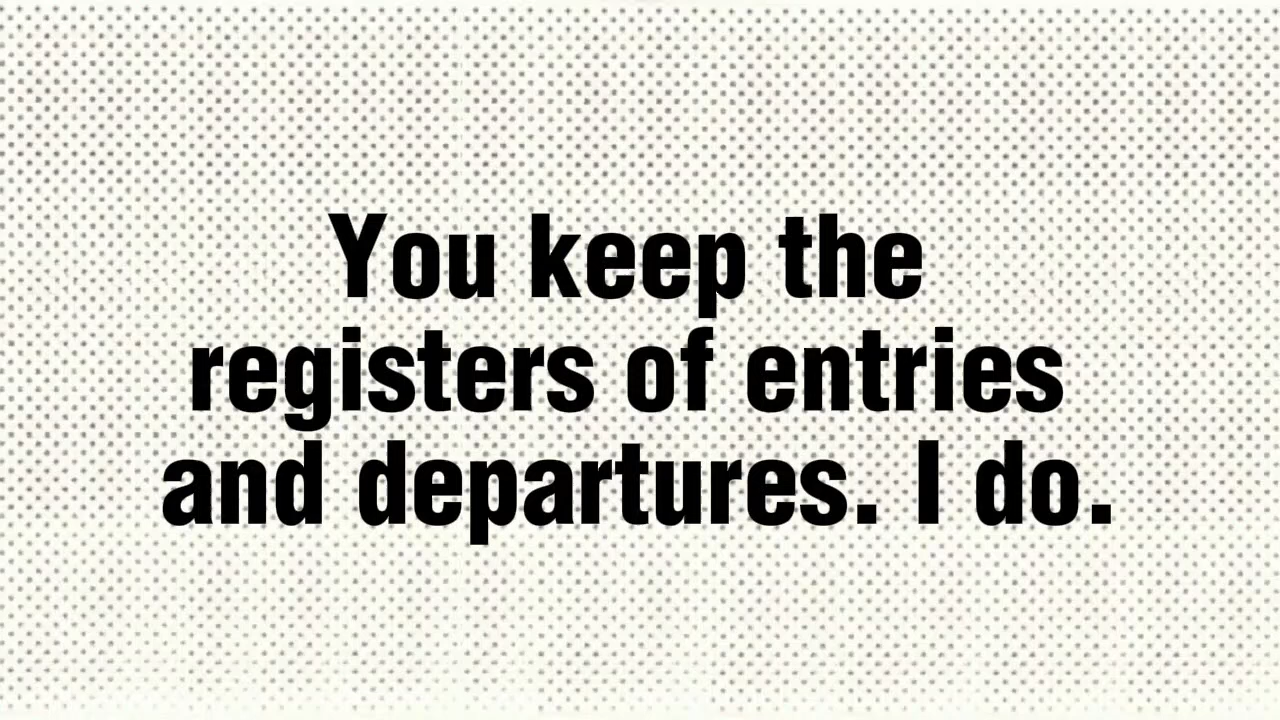 You keep the
registers of entries
and departures. I do.